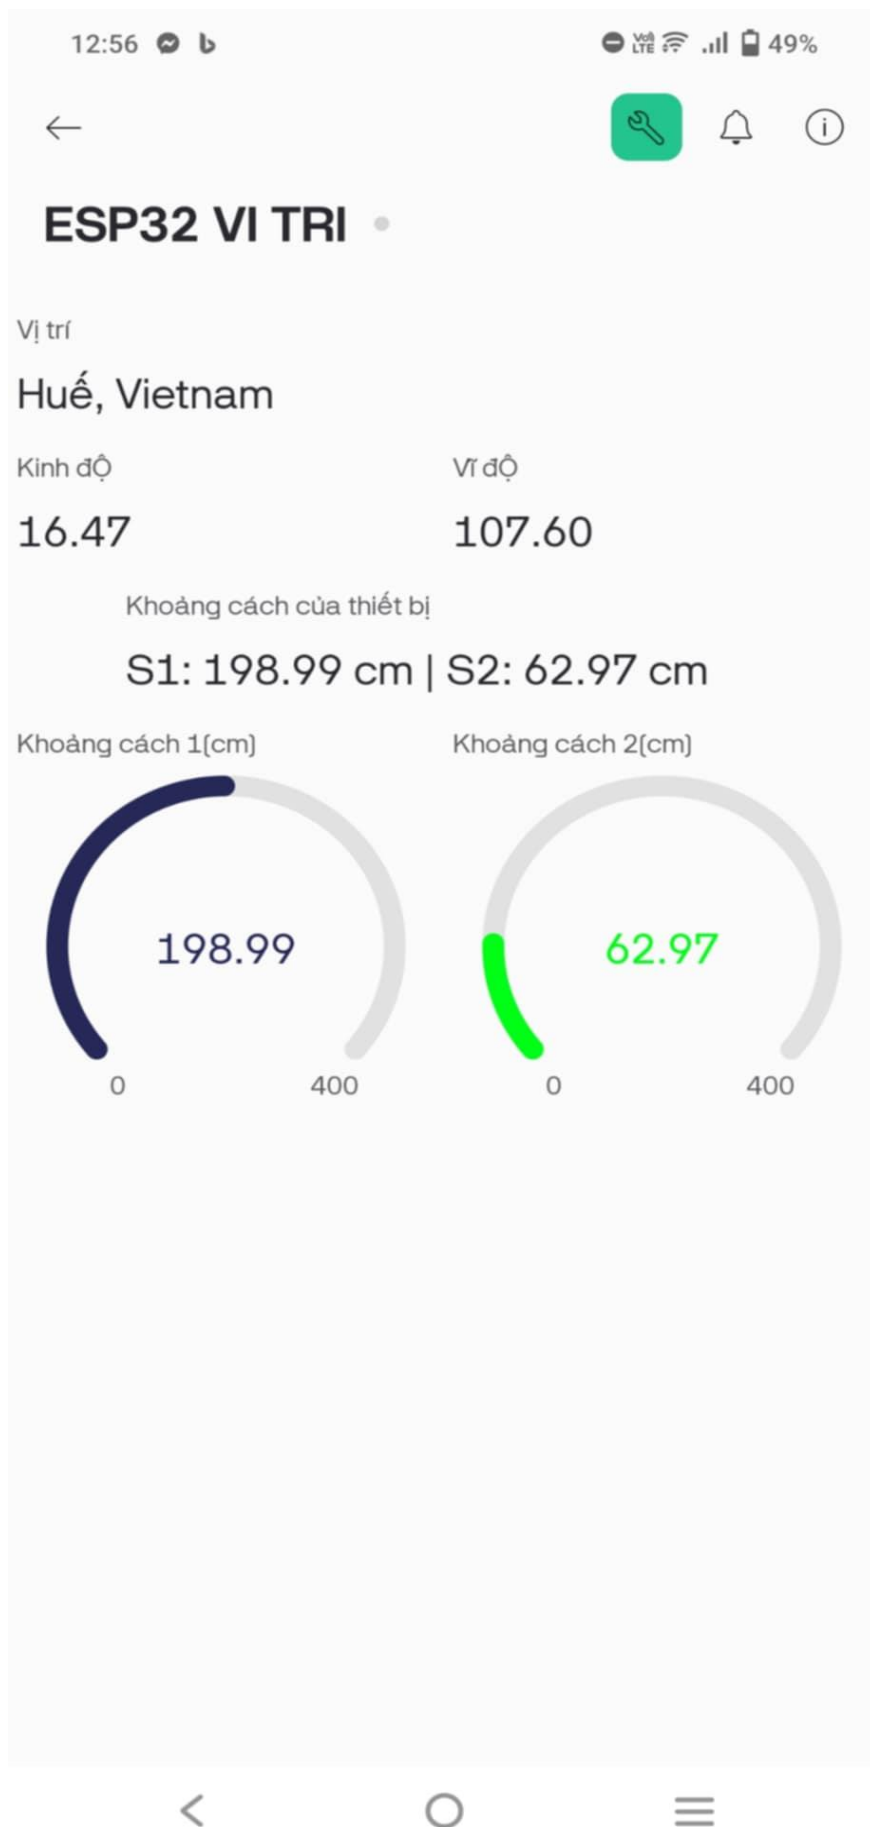 12:56 49%
ESP32 VI TRI
Vị trí
Huế, Vietnam
Kinh độ Vĩ độ
16.47 107.60
Khoảng cách của thiết bị
S1: 198.99 cm | S2: 62.97 cm
Khoảng cách 1(cm) Khoảng cách 2(cm)
198.99 62.97
0 400 0 400